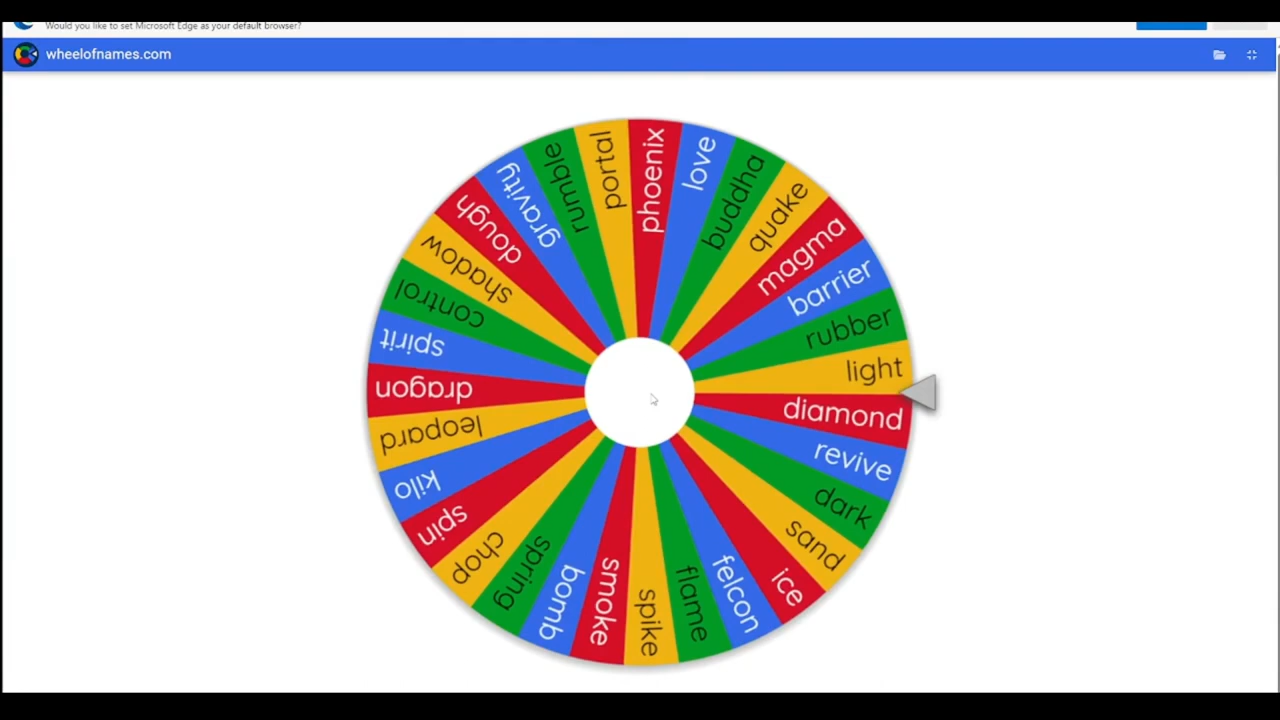 Would you like to set Microsoft Edge as your default browser?
wheelofnames.com
phoenix
love
buddha
quake
magma
barrier
rubber
light
diamond
revive
dark
sand
ice
felcon
flame
spike
smoke
bomb
spring
chop
spin
kilo
leopard
dragon
spirit
control
shadow
dough
gravity
rumble
portal